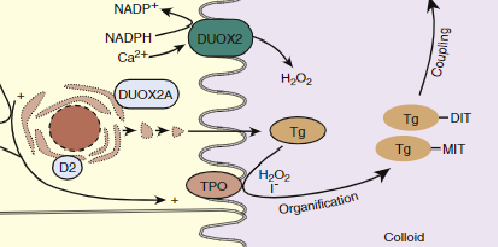 NADP+
NADPH
Ca2+
DUOX2
H2O2
DUOX2A
+
Tg
Coupling
Tg
DIT
Tg
MIT
D2
TPO
H2O2
I-
+
Organification
Colloid